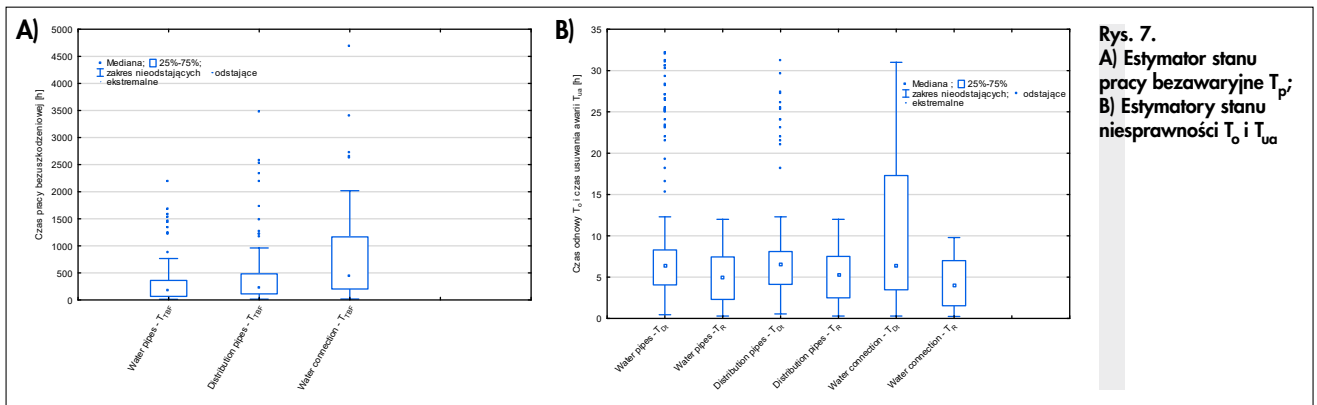 A)
5000
4500
4000
3500
3000
2500
2000
1500
1000
500
0
Czas pracy bezuszkodzeniowej [h]
Mediana; 25%-75%;
zakres nieodstających odstające
ekstremalne
Water pipes - T_TBF
Distribution pipes - T_TBF
Water connection - T_TBF
B)
35
30
25
20
15
10
5
0
Czas odnowy T_o i czas usuwania awarii T_ua [h]
Mediana ; 25%-75%
zakres nieodstających; odstające
ekstremalne
Water pipes - T_Dt
Water pipes - T_R
Distribution pipes - T_Dt
Distribution pipes - T_R
Water connection - T_Dt
Water connection - T_R
Rys. 7.
A) Estymator stanu
pracy bezawaryjne T_p;
B) Estymatory stanu
niesprawności T_o i T_ua